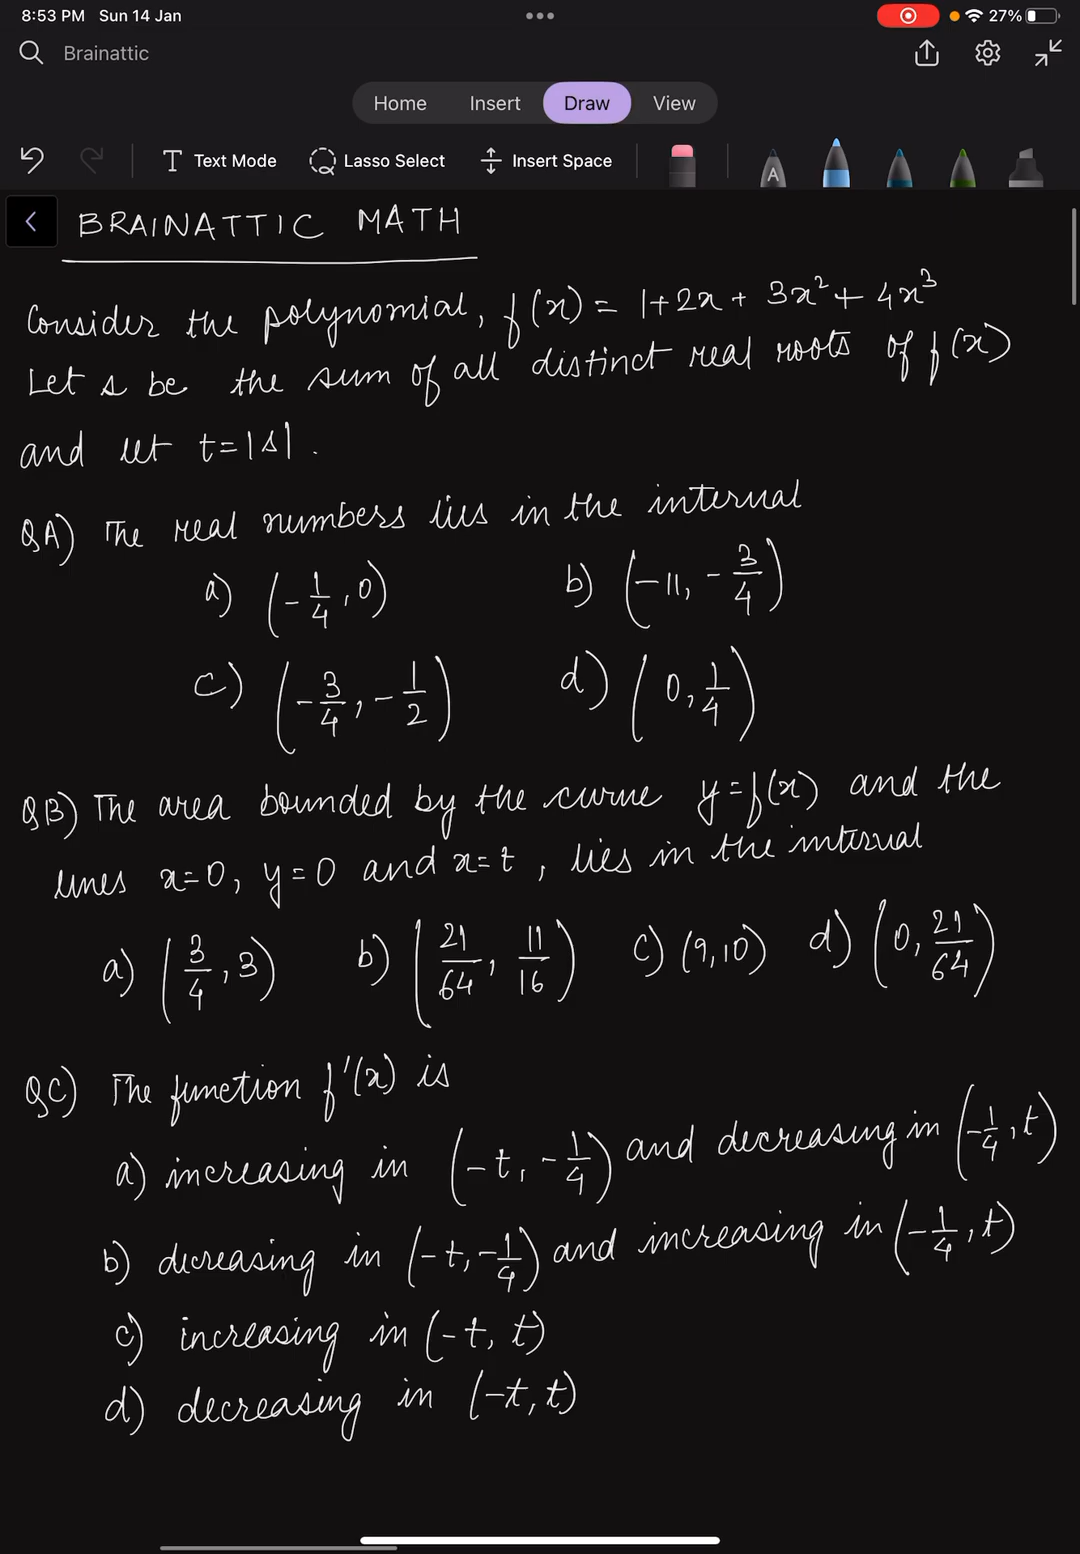 8:53 PM Sun 14 Jan
27%
Brainattic
Home Insert Draw View
Text Mode Lasso Select Insert Space
A
BRAINATTIC MATH
Consider the polynomial, f(x) = 1+2x + 3x² + 4x³
Let s be the sum of all distinct real roots of f(x)
and let t=|s|.
QA) The real numbers lies in the interval
a) (-1/4, 0) b) (-11, -3/4)
c) (-3/4, -1/2) d) (0, 1/4)
QB) The area bounded by the curve y=f(x) and the
lines x=0, y=0 and x=t, lies in the interval
a) (3/4, 3) b) (21/64, 11/16) c) (9,10) d) (0, 21/64)
QC) The function f'(x) is
a) increasing in (-t, -1/4) and decreasing in (-1/4, t)
b) decreasing in (-t, -1/4) and increasing in (-1/4, t)
c) increasing in (-t, t)
d) decreasing in (-t, t)